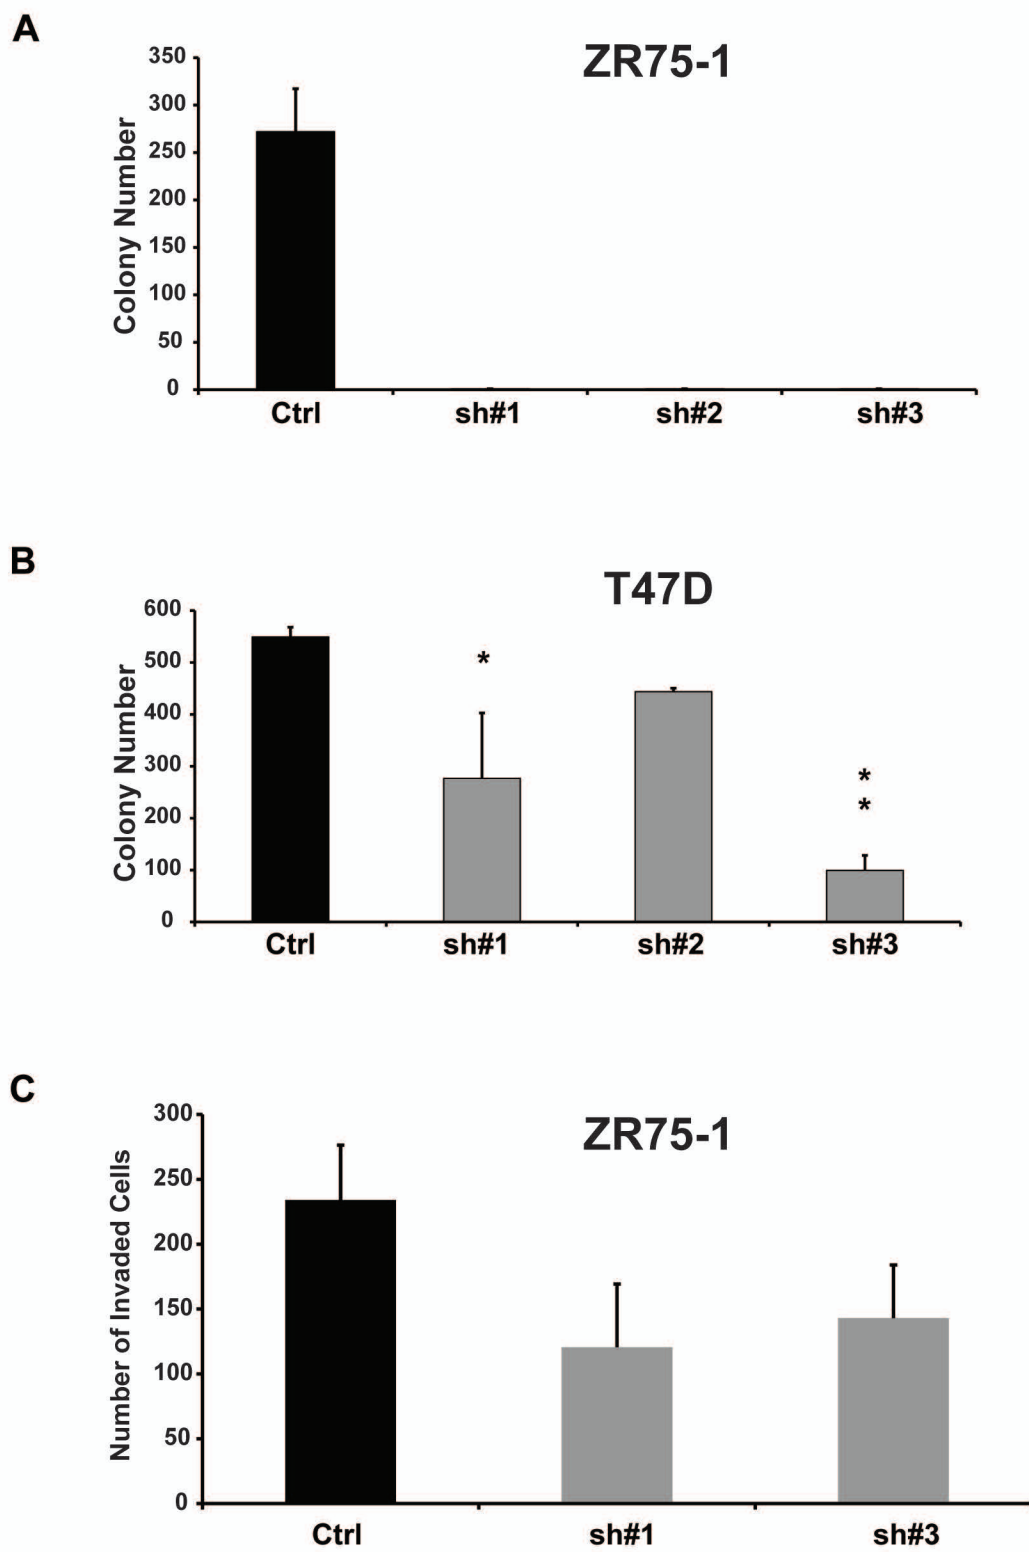 A
ZR75-1
Colony Number
350
300
250
200
150
100
50
0
Ctrl sh#1 sh#2 sh#3
B
T47D
Colony Number
600
500
400
300
200
100
0
*
*
*
Ctrl sh#1 sh#2 sh#3
C
ZR75-1
Number of Invaded Cells
300
250
200
150
100
50
0
Ctrl sh#1 sh#3